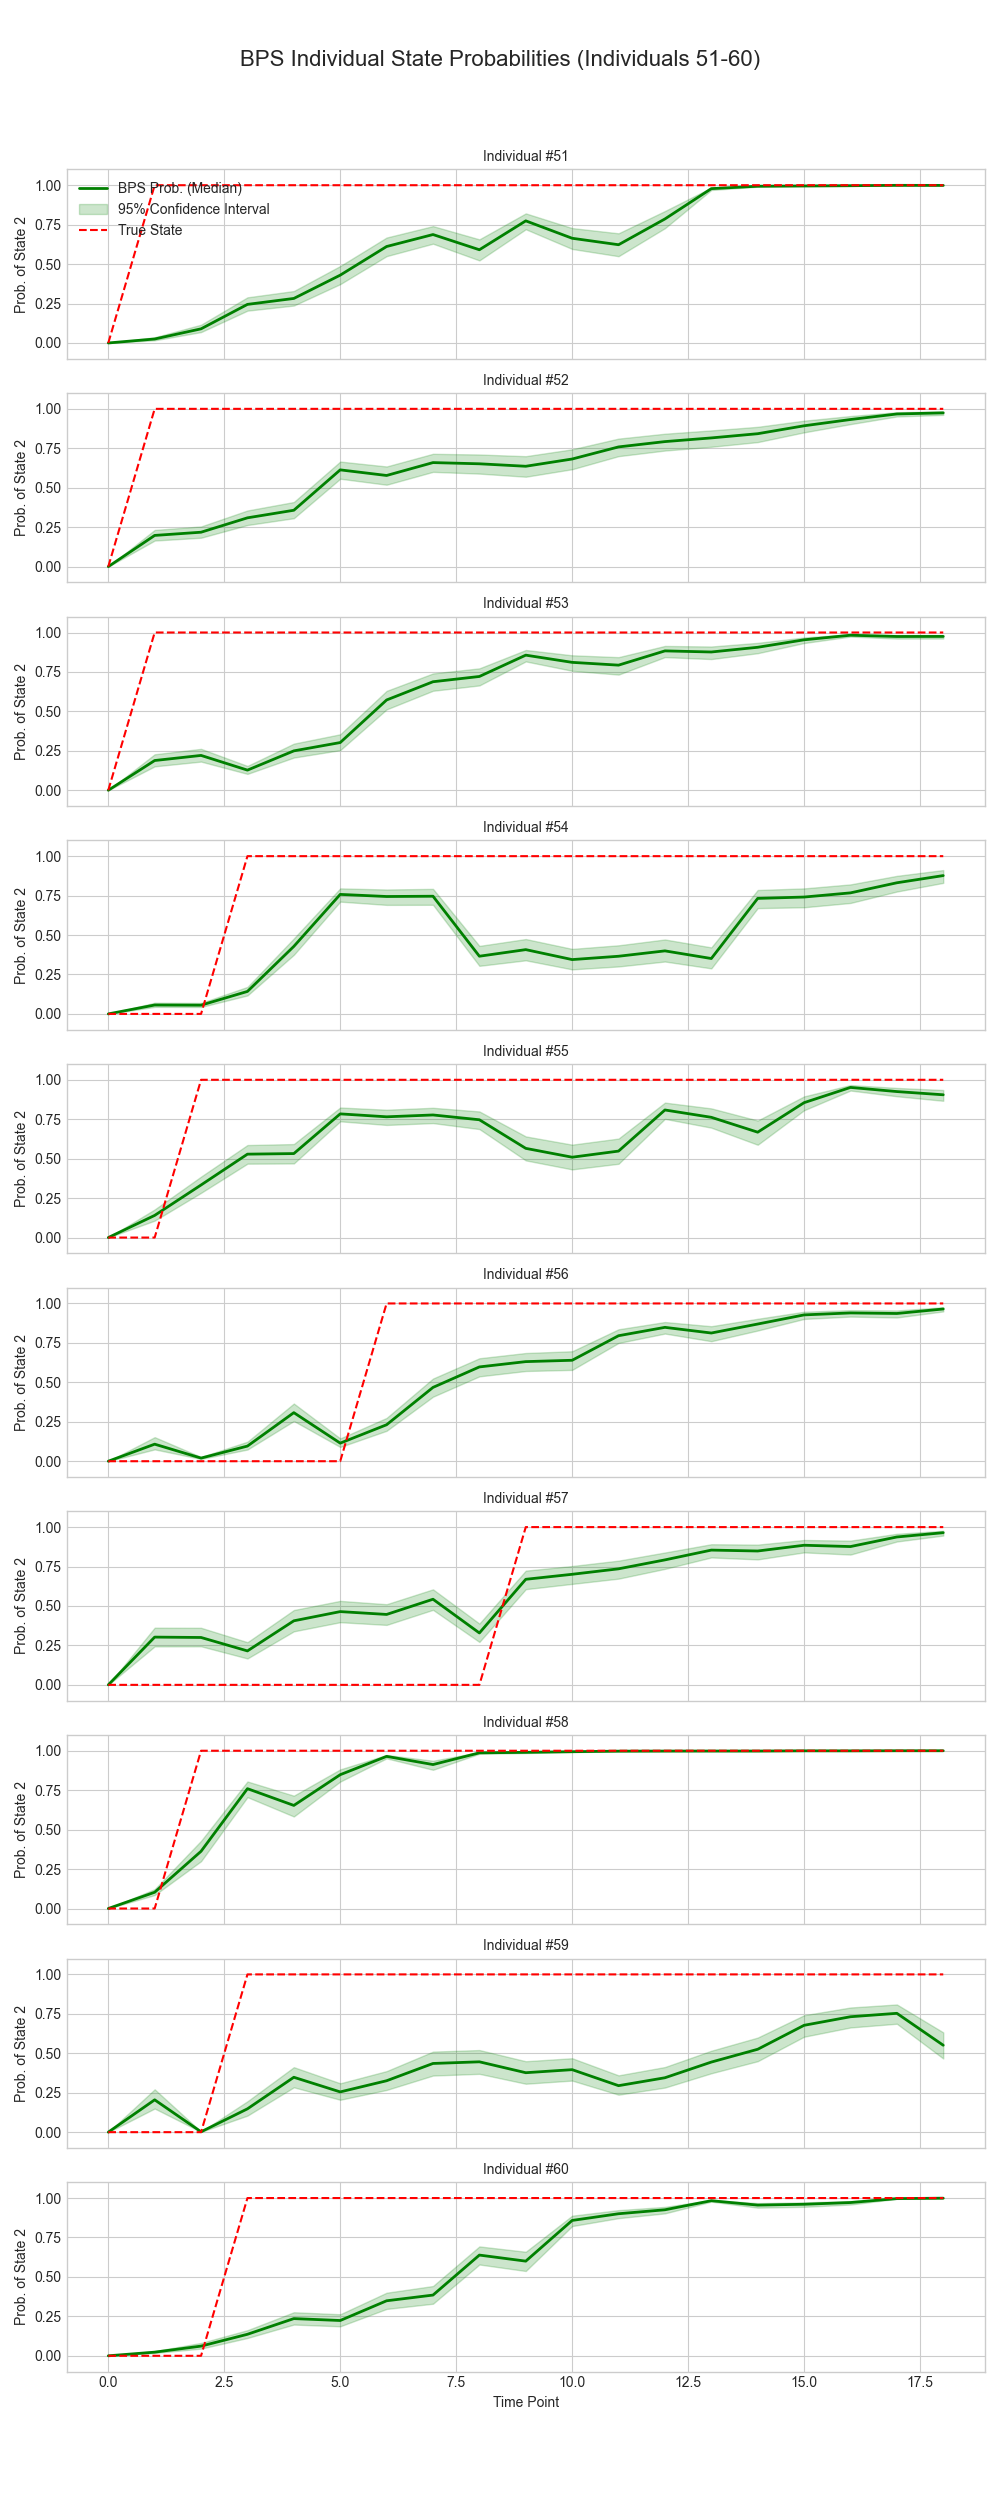 BPS Individual State Probabilities (Individuals 51-60)
Individual #51
BPS Prob. (Median)
95% Confidence Interval
True State
Prob. of State 2
1.00
0.75
0.50
0.25
0.00
Individual #52
Prob. of State 2
1.00
0.75
0.50
0.25
0.00
Individual #53
Prob. of State 2
1.00
0.75
0.50
0.25
0.00
Individual #54
Prob. of State 2
1.00
0.75
0.50
0.25
0.00
Individual #55
Prob. of State 2
1.00
0.75
0.50
0.25
0.00
Individual #56
Prob. of State 2
1.00
0.75
0.50
0.25
0.00
Individual #57
Prob. of State 2
1.00
0.75
0.50
0.25
0.00
Individual #58
Prob. of State 2
1.00
0.75
0.50
0.25
0.00
Individual #59
Prob. of State 2
1.00
0.75
0.50
0.25
0.00
Individual #60
Prob. of State 2
1.00
0.75
0.50
0.25
0.00
0.0 2.5 5.0 7.5 10.0 12.5 15.0 17.5
Time Point